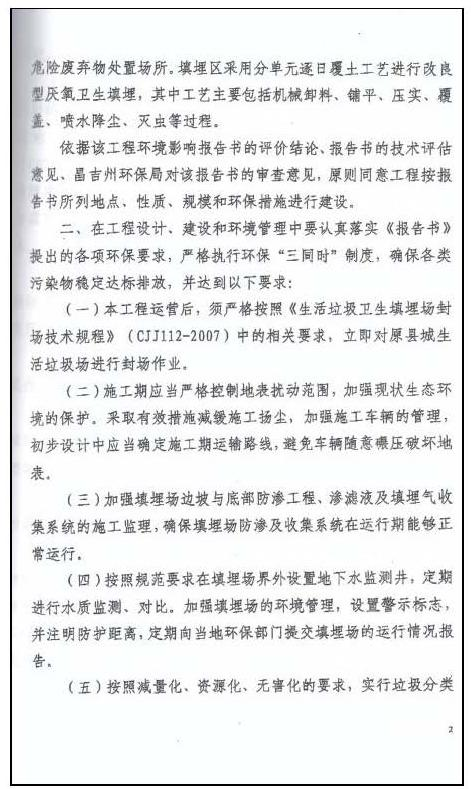 危险废弃物处置场所。填埋区采用分单元逐日覆土工艺进行改良
型厌氧卫生填埋，其中工艺主要包括机械卸料、铺平、压实、覆
盖、喷水降尘、灭虫等过程。
依据该工程环境影响报告书的评价结论、报告书的技术评估
意见、昌吉州环保局对该报告书的审查意见，原则同意工程按报
告书所列地点、性质、规模和环保措施进行建设。
二、在工程设计、建设和环境管理中要认真落实《报告书》
提出的各项环保要求，严格执行环保“三同时”制度，确保各类
污染物稳定达标排放，并达到以下要求：
（一）本工程运营后，须严格按照《生活垃圾卫生填埋场封
场技术规程》（CJJ112-2007）中的相关要求，立即对原县城生
活垃圾场进行封场作业。
（二）施工期应当严格控制地表扰动范围，加强现状生态环
境的保护。采取有效措施减缓施工扬尘，加强施工车辆的管理，
初步设计中应当确定施工期运输路线，避免车辆随意碾压破坏地
表。
（三）加强填埋场边坡与底部防渗工程、渗滤液及填埋气收
集系统的施工监理，确保填埋场防渗及收集系统在运行期能够正
常运行。
（四）按照规范要求在填埋场界外设置地下水监测井，定期
进行水质监测、对比。加强填埋场的环境管理，设置警示标志，
并注明防护距离，定期向当地环保部门提交填埋场的运行情况报
告。
（五）按照减量化、资源化、无害化的要求，实行垃圾分类
2